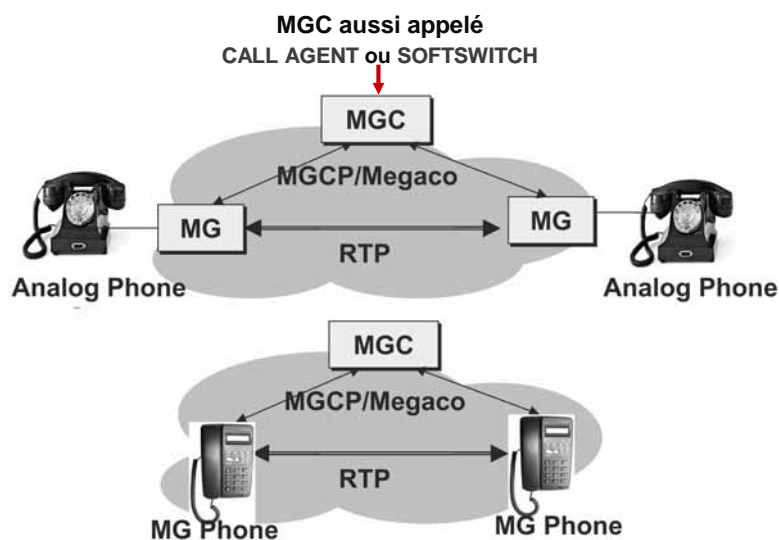 MGC aussi appelé
CALL AGENT ou SOFTSWITCH
MGC
MGCP/Megaco
MG
MG
RTP
Analog Phone
Analog Phone
MGC
MGCP/Megaco
RTP
MG Phone
MG Phone